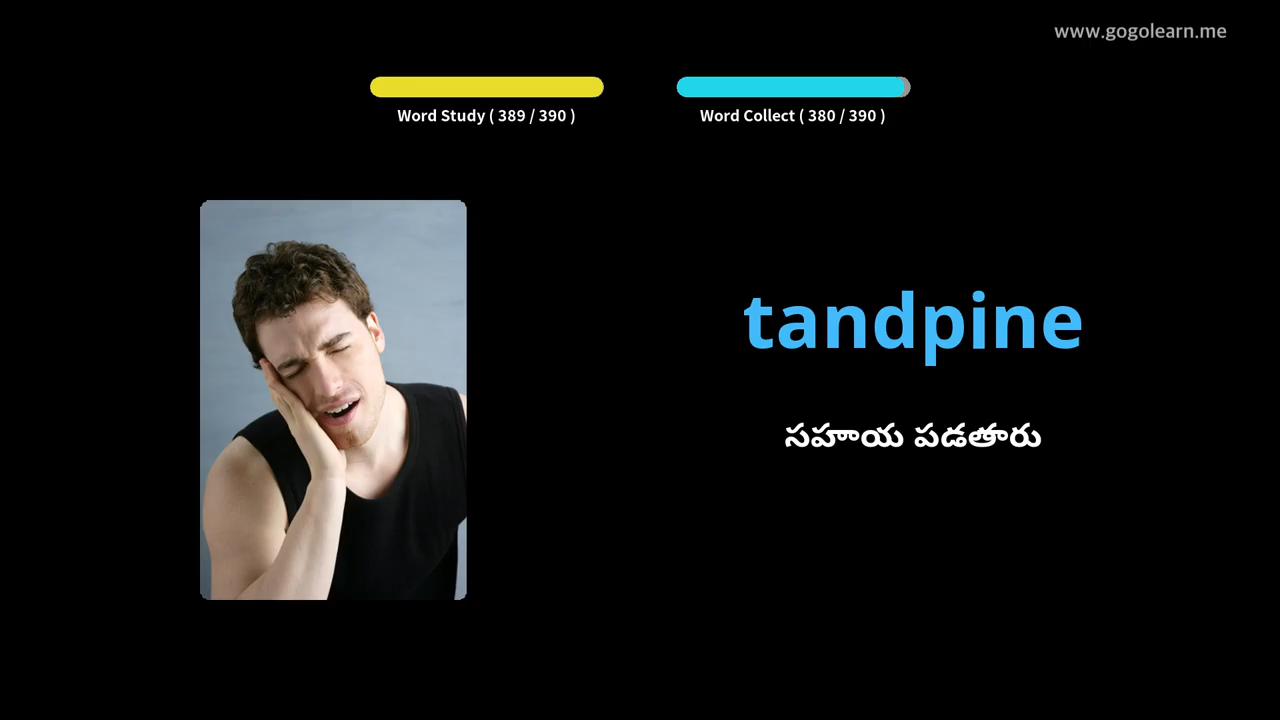 www.gogolearn.me
Word Study ( 389 / 390 )
Word Collect ( 380 / 390 )
tandpine
సహాయ పడతారు